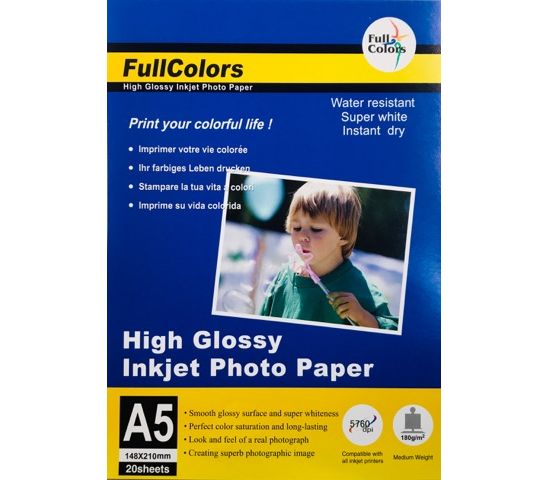 Full
Colors
FullColors
High Glossy Inkjet Photo Paper
Water resistant
Super white
Instant dry
Print your colorful life !
• Imprimer votre vie colorée
• Ihr farbiges Leben drucken
• Stampare la tua vita a colori
• Imprime su vida colorida
High Glossy
Inkjet Photo Paper
A5
148X210mm
20sheets
• Smooth glossy surface and super whiteness
• Perfect color saturation and long-lasting
• Look and feel of a real photograph
• Creating superb photographic image
5760
dpi
Compatible with
all inkjet printers
180g/m²
Medium Weight